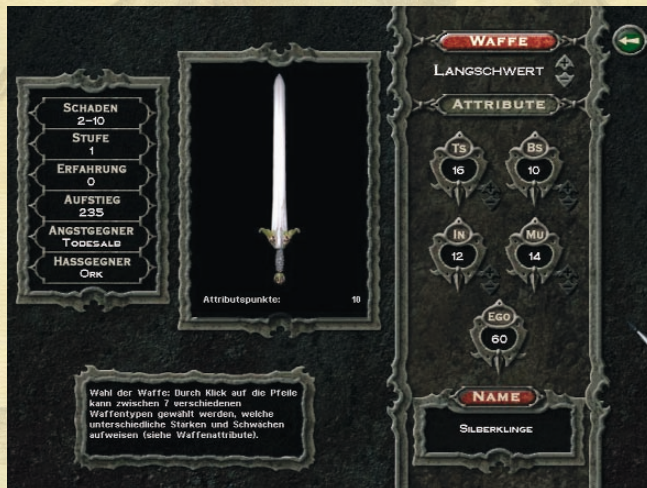 SCHADEN
2-10
STUFE
1
ERFAHRUNG
0
AUFSTIEG
235
ANGSTGEGNER
TODESALB
HASSGEGNER
ORK
Attributspunkte: 10
Wahl der Waffe: Durch Klick auf die Pfeile
kann zwischen 7 verschiedenen
Waffentypen gewählt werden, welche
unterschiedliche Starken und Schwächen
aufweisen (siehe Waffenattribute).
WAFFE
LANGSCHWERT
ATTRIBUTE
TS BS
16 10
IN MU
12 14
EGO
60
NAME
SILBERKLINGE